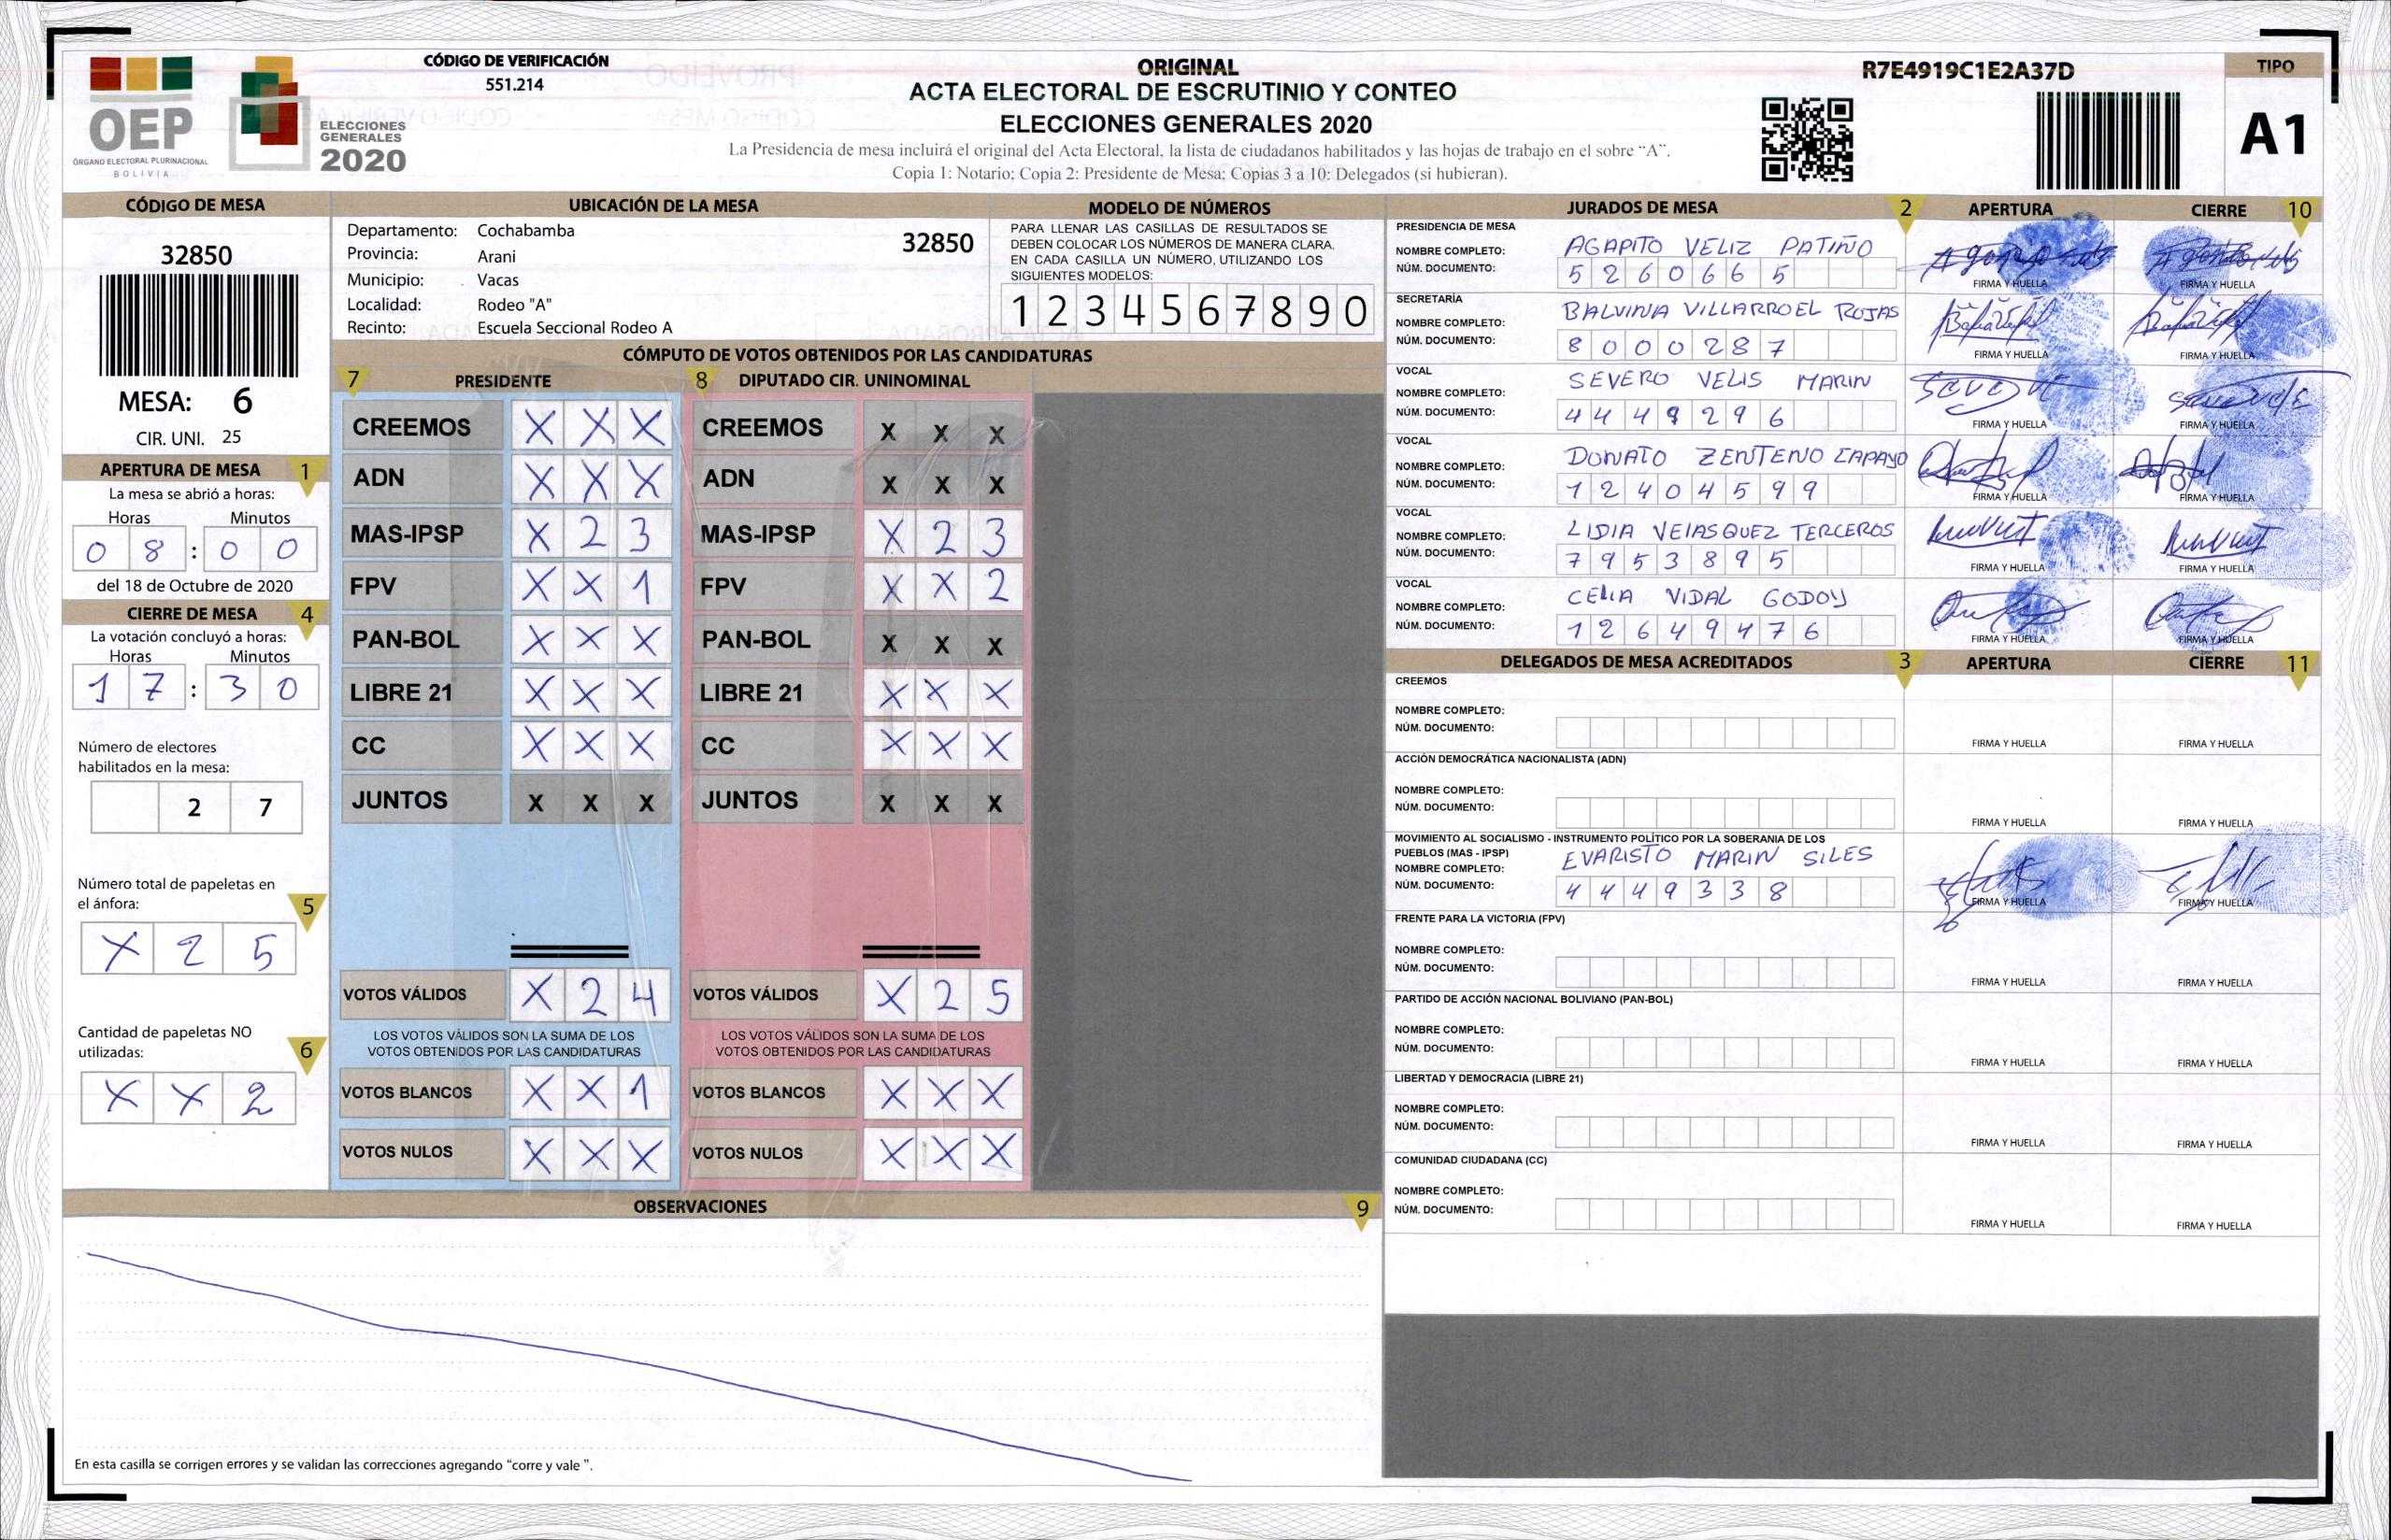 CÓDIGO DE VERIFICACIÓN
551.214
ORIGINAL
ACTA ELECTORAL DE ESCRUTINIO Y CONTEO
ELECCIONES GENERALES 2020
La Presidencia de mesa incluirá el original del Acta Electoral, la lista de ciudadanos habilitados y las hojas de trabajo en el sobre “A”.
Copia 1: Notario; Copia 2: Presidente de Mesa; Copias 3 a 10: Delegados (si hubieran).
R7E4919C1E2A37D
TIPO
A1
OEP
ÓRGANO ELECTORAL PLURINACIONAL
BOLIVIA
ELECCIONES
GENERALES
2020
CÓDIGO DE MESA
32850
MESA: 6
CIR. UNI. 25
APERTURA DE MESA 1
La mesa se abrió a horas:
Horas Minutos
0 8 : 0 0
del 18 de Octubre de 2020
CIERRE DE MESA 4
La votación concluyó a horas:
Horas Minutos
1 7 : 3 0
Número de electores
habilitados en la mesa:
2 7
Número total de papeletas en
el ánfora: 5
X 2 5
Cantidad de papeletas NO
utilizadas: 6
X X 2
UBICACIÓN DE LA MESA
Departamento: Cochabamba
32850
Provincia: Arani
Municipio: Vacas
Localidad: Rodeo "A"
Recinto: Escuela Seccional Rodeo A
MODELO DE NÚMEROS
PARA LLENAR LAS CASILLAS DE RESULTADOS SE
DEBEN COLOCAR LOS NÚMEROS DE MANERA CLARA.
EN CADA CASILLA UN NÚMERO, UTILIZANDO LOS
SIGUIENTES MODELOS:
1 2 3 4 5 6 7 8 9 0
CÓMPUTO DE VOTOS OBTENIDOS POR LAS CANDIDATURAS
7 PRESIDENTE 8 DIPUTADO CIR. UNINOMINAL
CREEMOS X X X CREEMOS X X X
ADN X X X ADN X X X
MAS-IPSP X 2 3 MAS-IPSP X 2 3
FPV X X 1 FPV X X 2
PAN-BOL X X X PAN-BOL X X X
LIBRE 21 X X X LIBRE 21 X X X
CC X X X CC X X X
JUNTOS X X X JUNTOS X X X
VOTOS VÁLIDOS X 2 4 VOTOS VÁLIDOS X 2 5
LOS VOTOS VÁLIDOS SON LA SUMA DE LOS LOS VOTOS VÁLIDOS SON LA SUMA DE LOS
VOTOS OBTENIDOS POR LAS CANDIDATURAS VOTOS OBTENIDOS POR LAS CANDIDATURAS
VOTOS BLANCOS X X 1 VOTOS BLANCOS X X X
VOTOS NULOS X X X VOTOS NULOS X X X
OBSERVACIONES 9
En esta casilla se corrigen errores y se validan las correcciones agregando “corre y vale ”.
JURADOS DE MESA 2 APERTURA CIERRE 10
PRESIDENCIA DE MESA
NOMBRE COMPLETO: AGAPITO VELIZ PATIÑO
NÚM. DOCUMENTO: 5 2 6 0 6 6 5
FIRMA Y HUELLA FIRMA Y HUELLA
SECRETARÍA
NOMBRE COMPLETO: BALVINA VILLARROEL ROJAS
NÚM. DOCUMENTO: 8 0 0 0 2 8 7
FIRMA Y HUELLA FIRMA Y HUELLA
VOCAL
NOMBRE COMPLETO: SEVERO VELIS MARIN
NÚM. DOCUMENTO: 4 4 4 9 2 9 6
FIRMA Y HUELLA FIRMA Y HUELLA
VOCAL
NOMBRE COMPLETO: DONATO ZENTENO
NÚM. DOCUMENTO: 1 2 4 0 4 5 9 9
FIRMA Y HUELLA FIRMA Y HUELLA
VOCAL
NOMBRE COMPLETO: LIDIA VElASQUEZ TERCEROS
NÚM. DOCUMENTO: 7 9 5 3 8 9 5
FIRMA Y HUELLA FIRMA Y HUELLA
VOCAL
NOMBRE COMPLETO: CELIA VIDAL GODOY
NÚM. DOCUMENTO: 1 2 6 4 9 4 7 6
FIRMA Y HUELLA FIRMA Y HUELLA
DELEGADOS DE MESA ACREDITADOS 3 APERTURA CIERRE 11
CREEMOS
NOMBRE COMPLETO:
NÚM. DOCUMENTO:
FIRMA Y HUELLA FIRMA Y HUELLA
ACCIÓN DEMOCRÁTICA NACIONALISTA (ADN)
NOMBRE COMPLETO:
NÚM. DOCUMENTO:
FIRMA Y HUELLA FIRMA Y HUELLA
MOVIMIENTO AL SOCIALISMO - INSTRUMENTO POLÍTICO POR LA SOBERANIA DE LOS
PUEBLOS (MAS - IPSP)
NOMBRE COMPLETO: EVARISTO MARIN SILES
NÚM. DOCUMENTO: 4 4 4 9 3 3 8
FIRMA Y HUELLA FIRMA Y HUELLA
FRENTE PARA LA VICTORIA (FPV)
NOMBRE COMPLETO:
NÚM. DOCUMENTO:
FIRMA Y HUELLA FIRMA Y HUELLA
PARTIDO DE ACCIÓN NACIONAL BOLIVIANO (PAN-BOL)
NOMBRE COMPLETO:
NÚM. DOCUMENTO:
FIRMA Y HUELLA FIRMA Y HUELLA
LIBERTAD Y DEMOCRACIA (LIBRE 21)
NOMBRE COMPLETO:
NÚM. DOCUMENTO:
FIRMA Y HUELLA FIRMA Y HUELLA
COMUNIDAD CIUDADANA (CC)
NOMBRE COMPLETO:
NÚM. DOCUMENTO:
FIRMA Y HUELLA FIRMA Y HUELLA